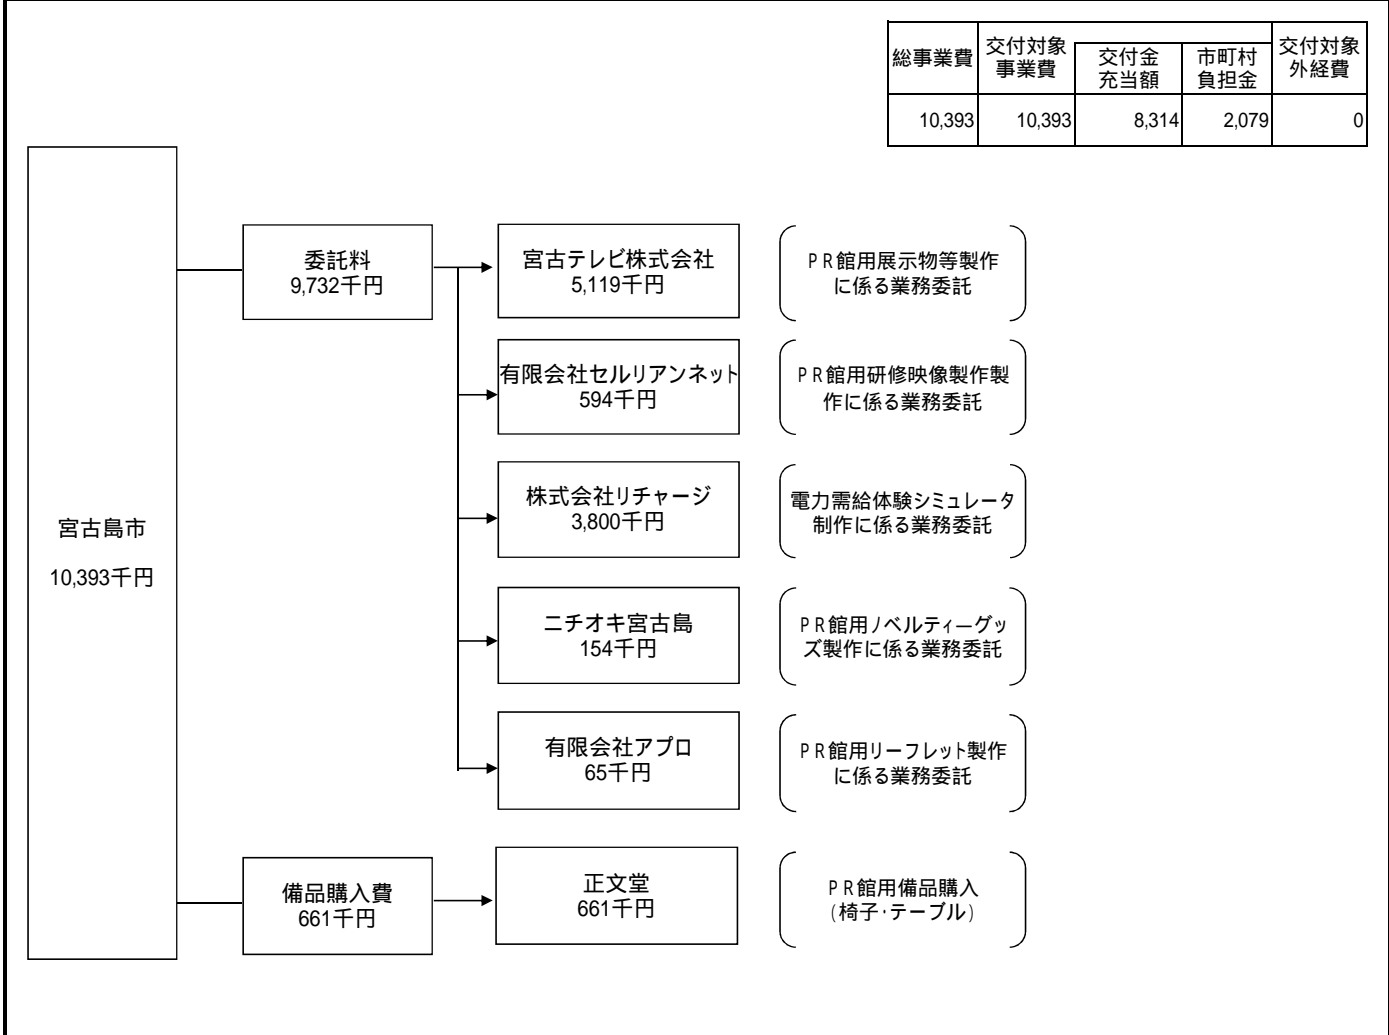 総事業費
交付対象
事業費
交付金
充当額
市町村
負担金
交付対象
外経費
10,393
10,393
8,314
2,079
0
宮古島市
10,393千円
委託料
9,732千円
宮古テレビ株式会社
5,119千円
PR館用展示物等製作
に係る業務委託
有限会社セルリアンネット
594千円
PR館用研修映像製作製
作に係る業務委託
株式会社リチャージ
3,800千円
電力需給体験シミュレータ
制作に係る業務委託
ニチオキ宮古島
154千円
PR館用ノベルティーグッ
ズ製作に係る業務委託
有限会社アプロ
65千円
PR館用リーフレット製作
に係る業務委託
備品購入費
661千円
正文堂
661千円
PR館用備品購入
(椅子・テーブル)